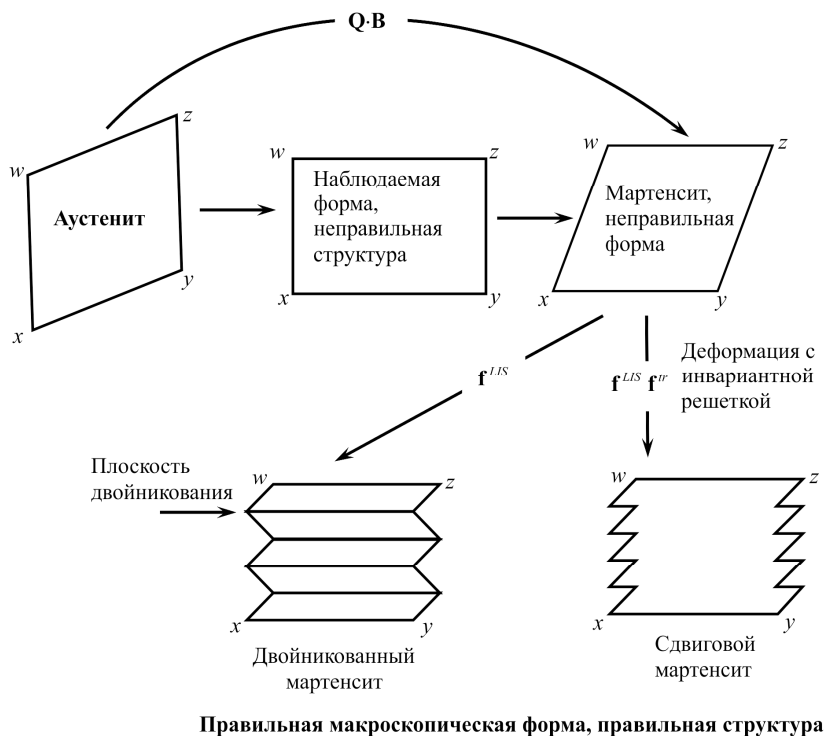 Q·B
z
w
Аустенит
y
x
w
z
Наблюдаемая
форма,
неправильная
структура
x
y
w
z
Мартенсит,
неправильная
форма
x
y
f LIS
f LIS f tr
Деформация с
инвариантной
решеткой
Плоскость
двойникования
w
z
x
y
Двойникованный
мартенсит
w
z
x
y
Сдвиговой
мартенсит
Правильная макроскопическая форма, правильная структура